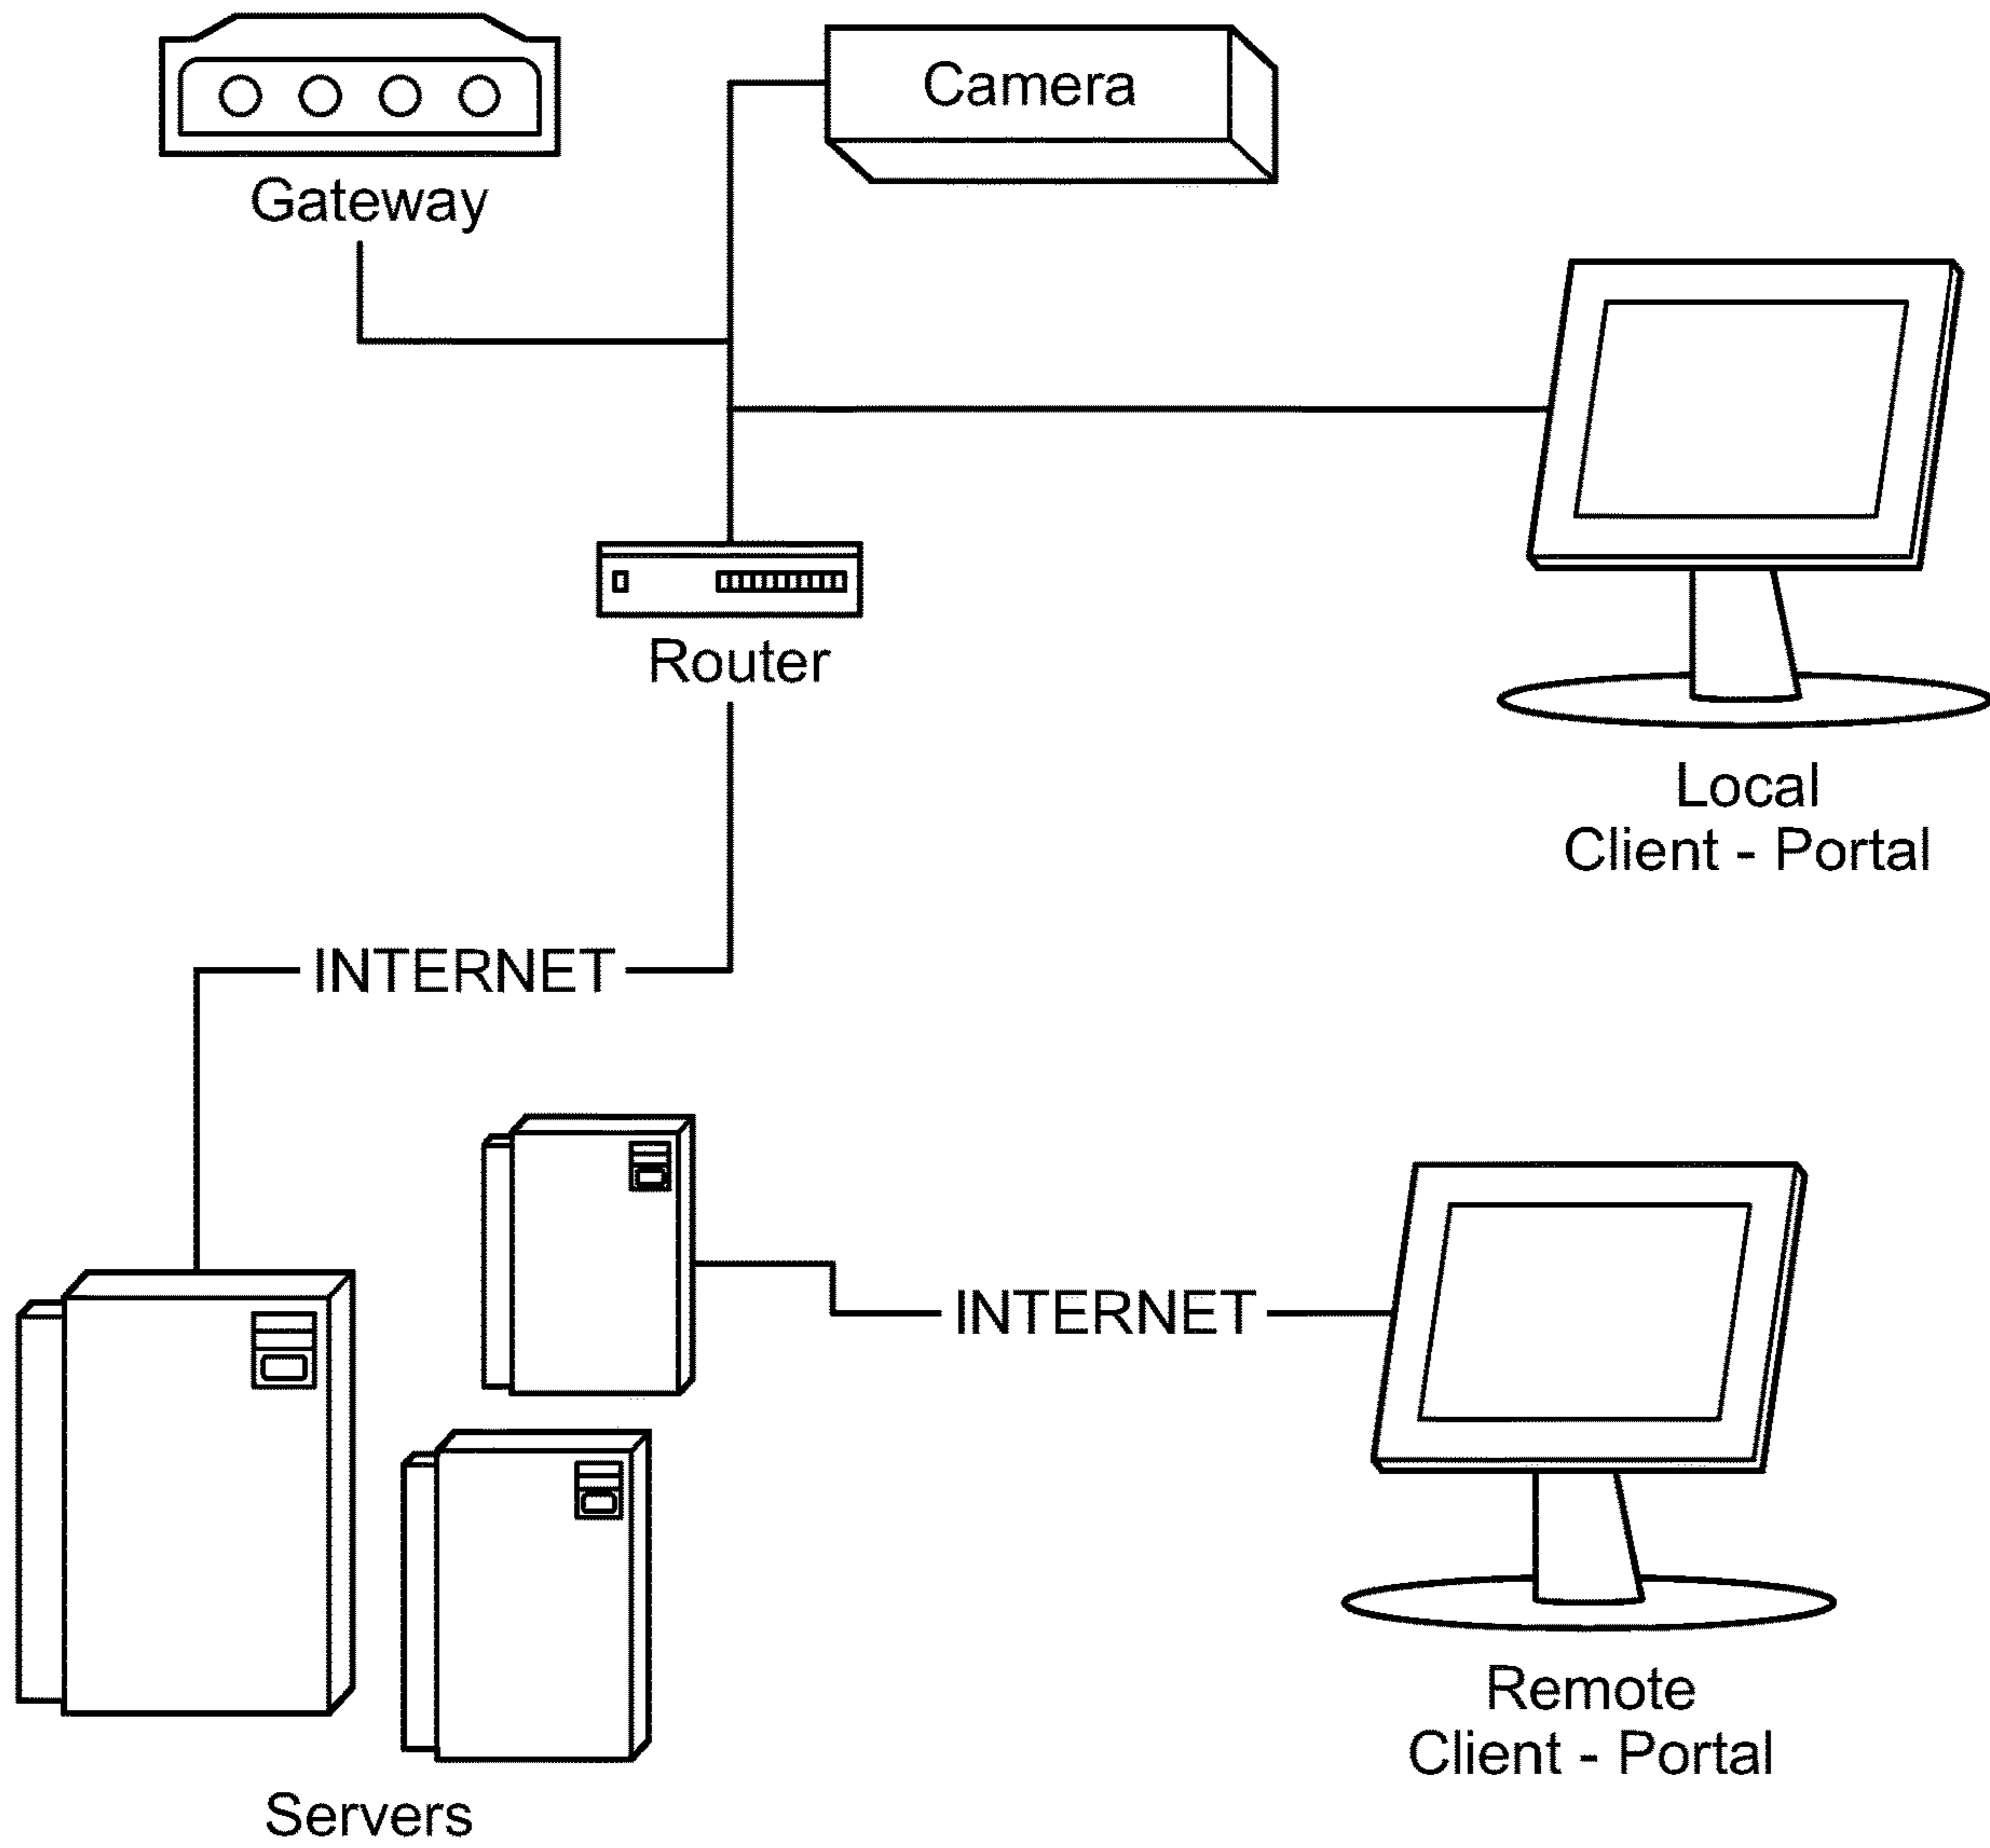 Camera
Gateway
Router
Local
Client - Portal
INTERNET
INTERNET
Remote
Client - Portal
Servers